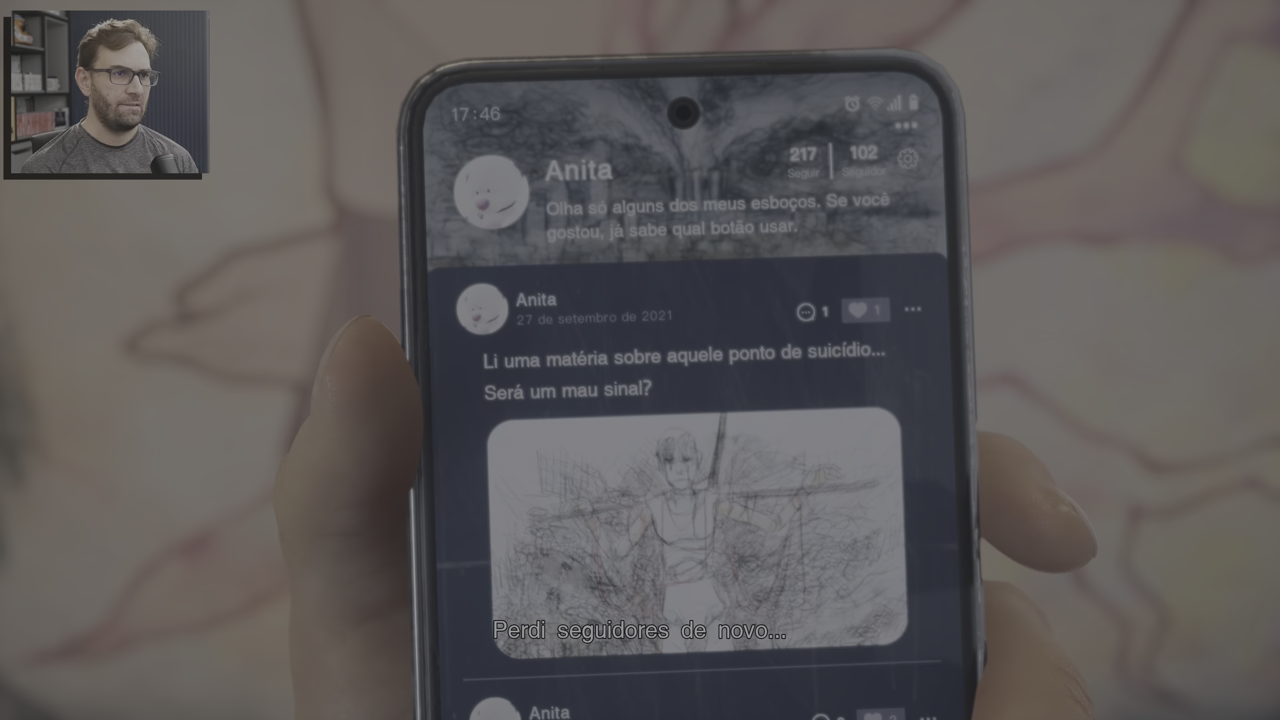 17:46
Anita
217
102
Seguir
Seguidor
Olha só alguns dos meus esboços. Se você
gostou, já sabe qual botão usar.
Anita
27 de setembro de 2021
1
1
Li uma matéria sobre aquele ponto de suicídio...
Será um mau sinal?
Perdi seguidores de novo...
Anita